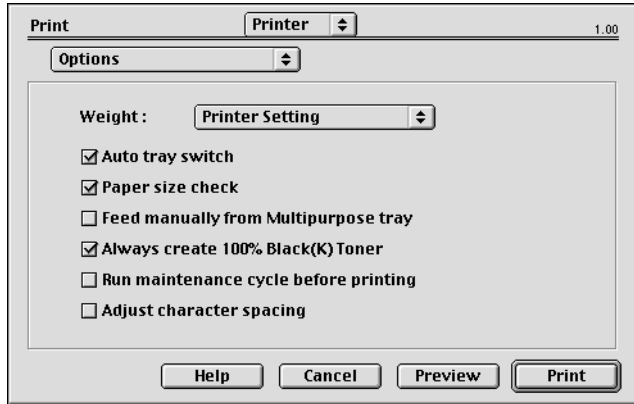 Print Printer 1.00
Options
Weight : Printer Setting
Auto tray switch
Paper size check
Feed manually from Multipurpose tray
Always create 100% Black(K) Toner
Run maintenance cycle before printing
Adjust character spacing
Help Cancel Preview Print